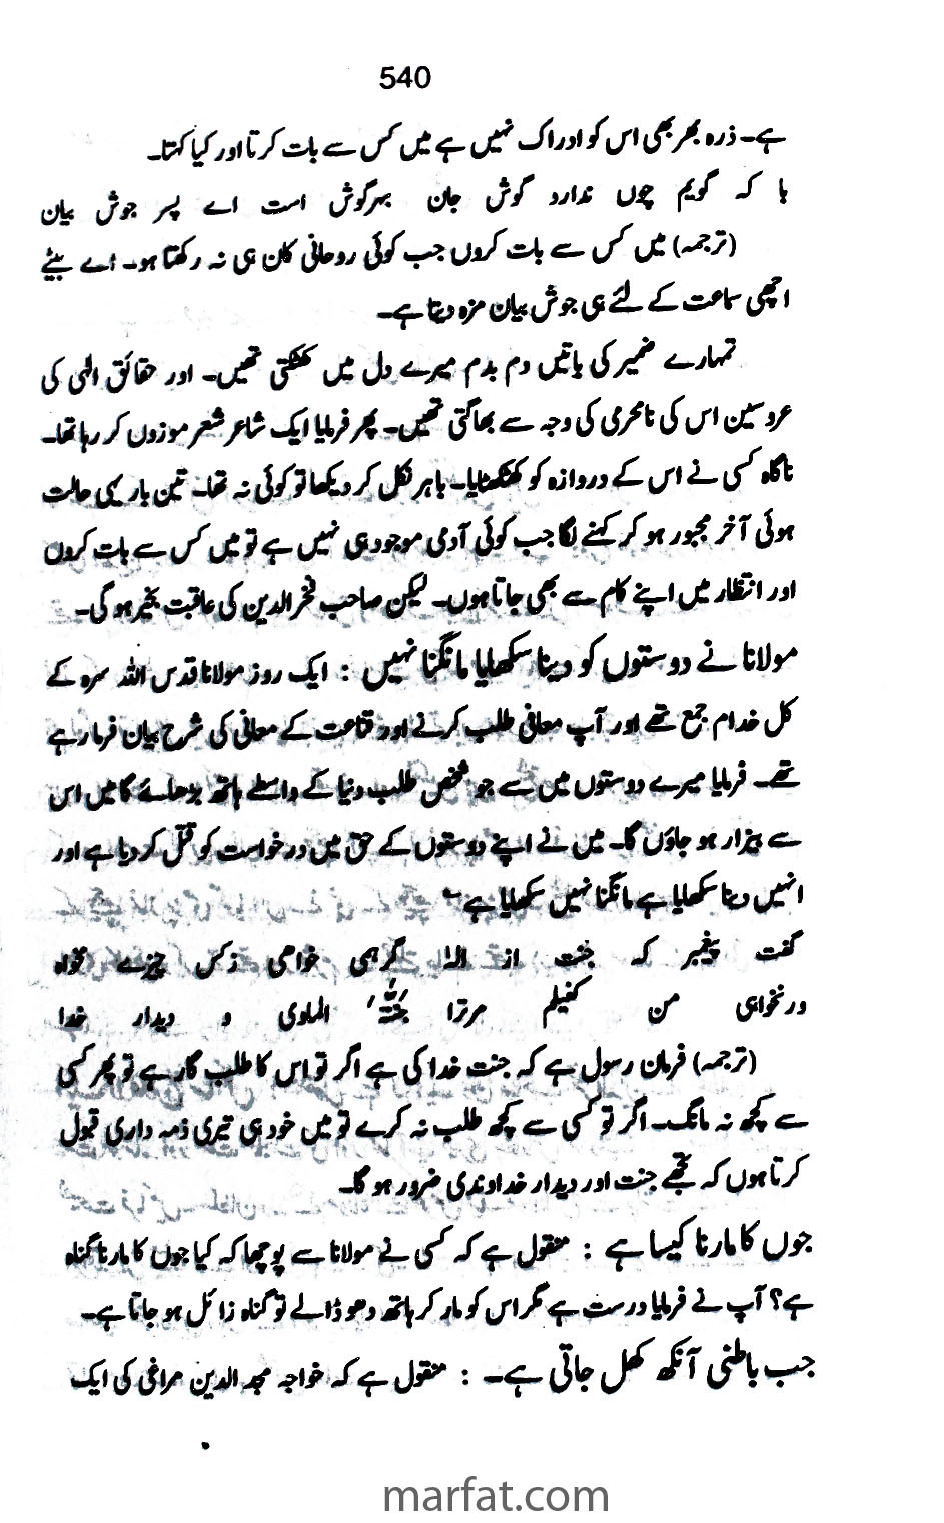 540
ہے۔ ذرہ بھر بھی اس کو ادراک نہیں ہے میں کس سے بات کرتا اور کیا کہتا۔
با کہ گویم چوں ندارد گوش جان بہرگوش است اے پسر جوش بیان
(ترجمہ) میں کس سے بات کروں جب کوئی روحانی کان ہی نہ رکھتا ہو۔ اے بیٹے
اچھی سماعت کے لئے ہی جوش بیان مزہ دیتا ہے۔
تمہارے ضمیر کی باتیں دم بدم میرے دل میں کھٹکتی تھیں۔ اور حقائق الٰہی کی
عروسین اس کی نامحری کی وجہ سے بھاگتی تھیں۔ پھر فرمایا ایک شاعر شعر موزوں کر رہا تھا۔
ناگاہ کسی نے اس کے دروازہ کو کھٹکھٹایا۔ باہر نکل کر دیکھا تو کوئی نہ تھا۔ تین بار یہی حالت
ہوئی آخر مجبور ہو کر کہنے لگا جب کوئی آدمی موجود ہی نہیں ہے تو میں کس سے بات کروں
اور انتظار میں اپنے کام سے بھی جاتا ہوں۔ لیکن صاحب فخرالدین کی عاقبت بخیر ہو گی۔
مولانا نے دوستوں کو دینا سکھلایا مانگنا نہیں : ایک روز مولانا قدس اللہ سرہ کے
کل خدام جمع تھے اور آپ معافی طلب کرنے اور قناعت کے معانی کی شرح بیان فرما رہے
تھے۔ فرمایا میرے دوستوں میں سے جو شخص طلب دنیا کے واسطے ہاتھ بڑھائے گا میں اس
سے بیزار ہو جاؤں گا۔ میں نے اپنے دوستوں کے حق میں درخواست کو قتل کر دیا ہے اور
انہیں دینا سکھلایا ہے مانگنا نہیں سکھلایا ہے ؎
گفت پیغمبر کہ جنت از الہٰ گرہمی خواہی زکس چیزے مخواہ
ورنخواہی من کفیلم مرترا جنّتہ الماوی و دیدار خدا
(ترجمہ) فرمان رسول ہے کہ جنت خدا کی ہے اگر تو اس کا طلب گار ہے تو پھر کسی
سے کچھ نہ مانگ۔ اگر تو کسی سے کچھ طلب نہ کرے تو میں خود ہی تیری ذمہ داری قبول
کرتا ہوں کہ تجھے جنت اور دیدار خداوندی ضرور ہو گا۔
جوں کا مارنا کیسا ہے : منقول ہے کہ کسی نے مولانا سے پوچھا کہ کیا جوں کا مارنا گناہ
ہے؟ آپ نے فرمایا درست ہے مگر اس کو مار کر ہاتھ دھو ڈالے تو گناہ زائل ہو جاتا ہے۔
جب باطنی آنکھ کھل جاتی ہے۔ : منقول ہے کہ خواجہ مجد الدین مراغی کی ایک
marfat.com